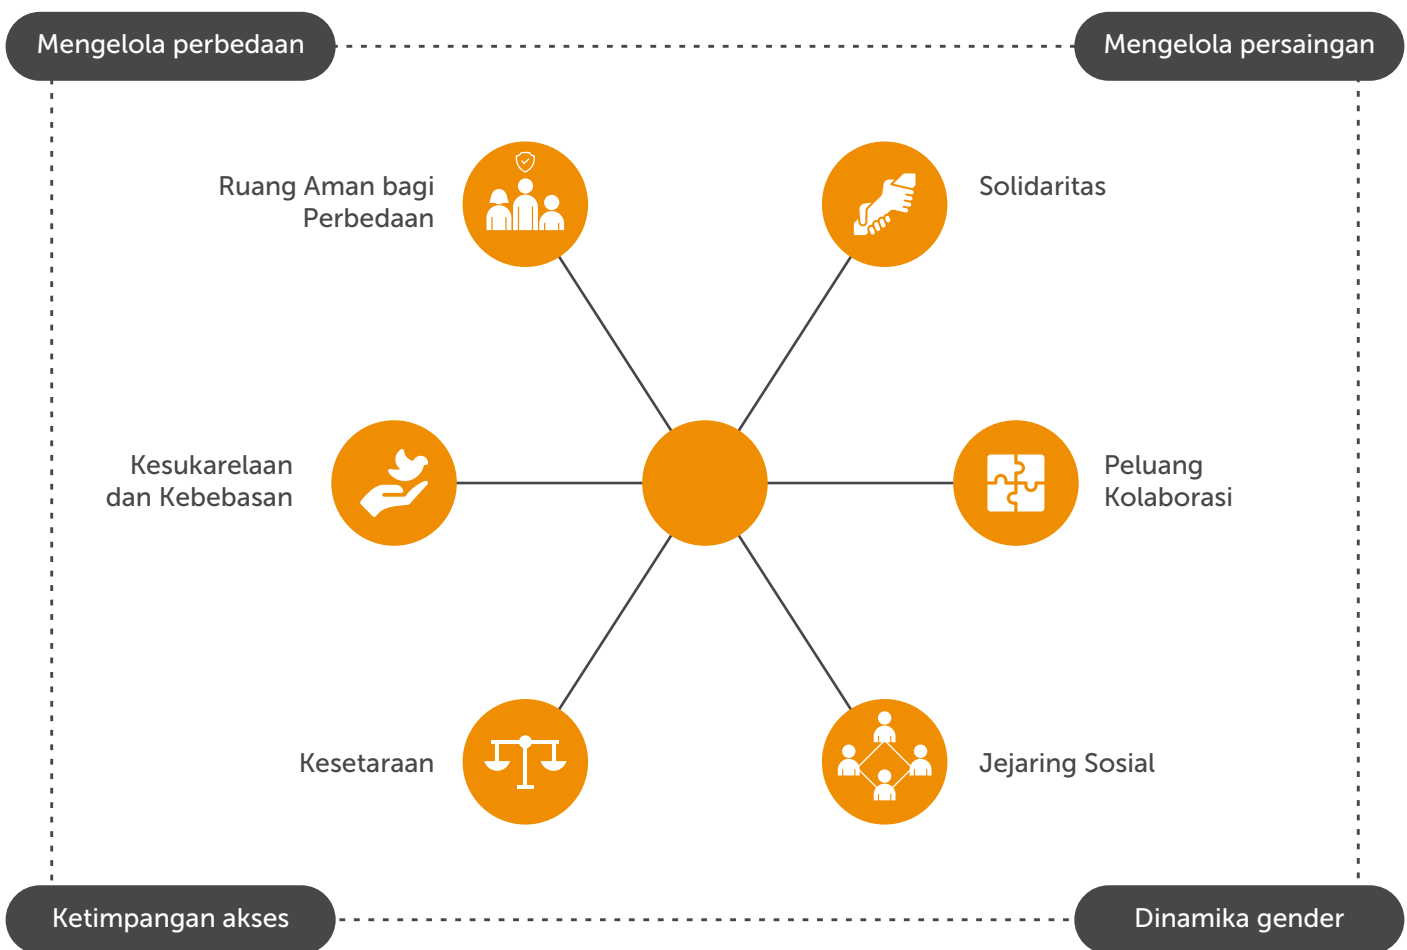 Mengelola perbedaan
Mengelola persaingan
Ruang Aman bagi
Perbedaan
Solidaritas
Kesukarelaan
dan Kebebasan
Peluang
Kolaborasi
Kesetaraan
Jejaring Sosial
Ketimpangan akses
Dinamika gender